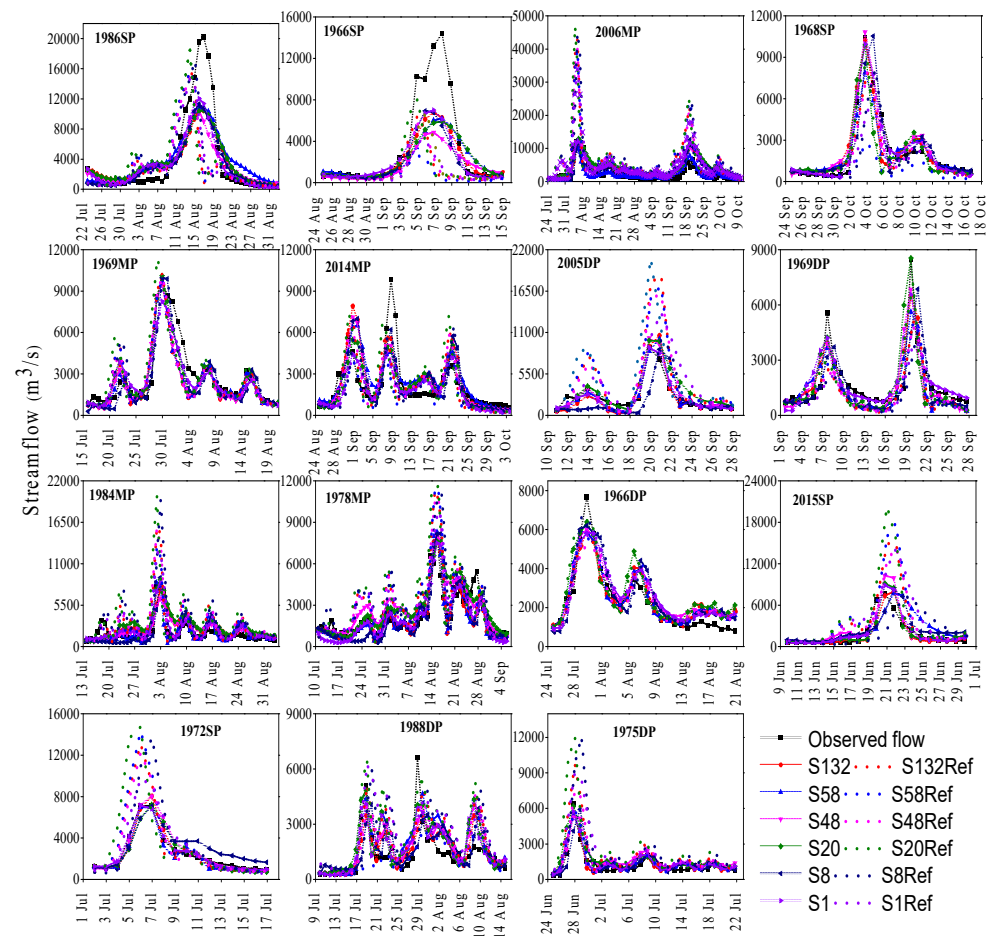 Streamflow (m³/s)
1986SP
20000
16000
12000
8000
4000
0
22 Jul
26 Jul
30 Jul
3 Aug
7 Aug
11 Aug
15 Aug
19 Aug
23 Aug
27 Aug
31 Aug
1966SP
16000
12000
8000
4000
0
24 Aug
26 Aug
28 Aug
30 Aug
1 Sep
3 Sep
5 Sep
7 Sep
9 Sep
11 Sep
13 Sep
15 Sep
2006MP
50000
40000
30000
20000
10000
0
24 Jul
31 Jul
7 Aug
14 Aug
21 Aug
28 Aug
4 Sep
11 Sep
18 Sep
25 Sep
2 Oct
9 Oct
1968SP
12000
9000
6000
3000
0
24 Sep
26 Sep
28 Sep
30 Sep
2 Oct
4 Oct
6 Oct
8 Oct
10 Oct
12 Oct
14 Oct
16 Oct
18 Oct
1969MP
12000
9000
6000
3000
0
15 Jul
20 Jul
25 Jul
30 Jul
4 Aug
9 Aug
14 Aug
19 Aug
2014MP
12000
9000
6000
3000
0
24 Aug
28 Aug
1 Sep
5 Sep
9 Sep
13 Sep
17 Sep
21 Sep
25 Sep
29 Sep
3 Oct
2005DP
22000
16500
11000
5500
0
10 Sep
12 Sep
14 Sep
16 Sep
18 Sep
20 Sep
22 Sep
24 Sep
26 Sep
28 Sep
1969DP
9000
6000
3000
0
1 Sep
4 Sep
7 Sep
10 Sep
13 Sep
16 Sep
19 Sep
22 Sep
25 Sep
28 Sep
1984MP
22000
16500
11000
5500
0
13 Jul
20 Jul
27 Jul
3 Aug
10 Aug
17 Aug
24 Aug
31 Aug
1978MP
12000
9000
6000
3000
0
10 Jul
17 Jul
24 Jul
31 Jul
7 Aug
14 Aug
21 Aug
28 Aug
4 Sep
1966DP
8000
6000
4000
2000
0
24 Jul
28 Jul
1 Aug
5 Aug
9 Aug
13 Aug
17 Aug
21 Aug
2015SP
24000
18000
12000
6000
0
9 Jun
11 Jun
13 Jun
15 Jun
17 Jun
19 Jun
21 Jun
23 Jun
25 Jun
27 Jun
29 Jun
1 Jul
1972SP
16000
12000
8000
4000
0
1 Jul
3 Jul
5 Jul
7 Jul
9 Jul
11 Jul
13 Jul
15 Jul
17 Jul
1988DP
9000
6000
3000
0
9 Jul
14 Jul
19 Jul
24 Jul
29 Jul
4 Aug
9 Aug
14 Aug
1975DP
12000
9000
6000
3000
0
24 Jun
28 Jun
2 Jul
6 Jul
10 Jul
14 Jul
18 Jul
22 Jul
Observed flow
S132 S132Ref
S58 S58Ref
S48 S48Ref
S20 S20Ref
S8 S8Ref
S1 S1Ref